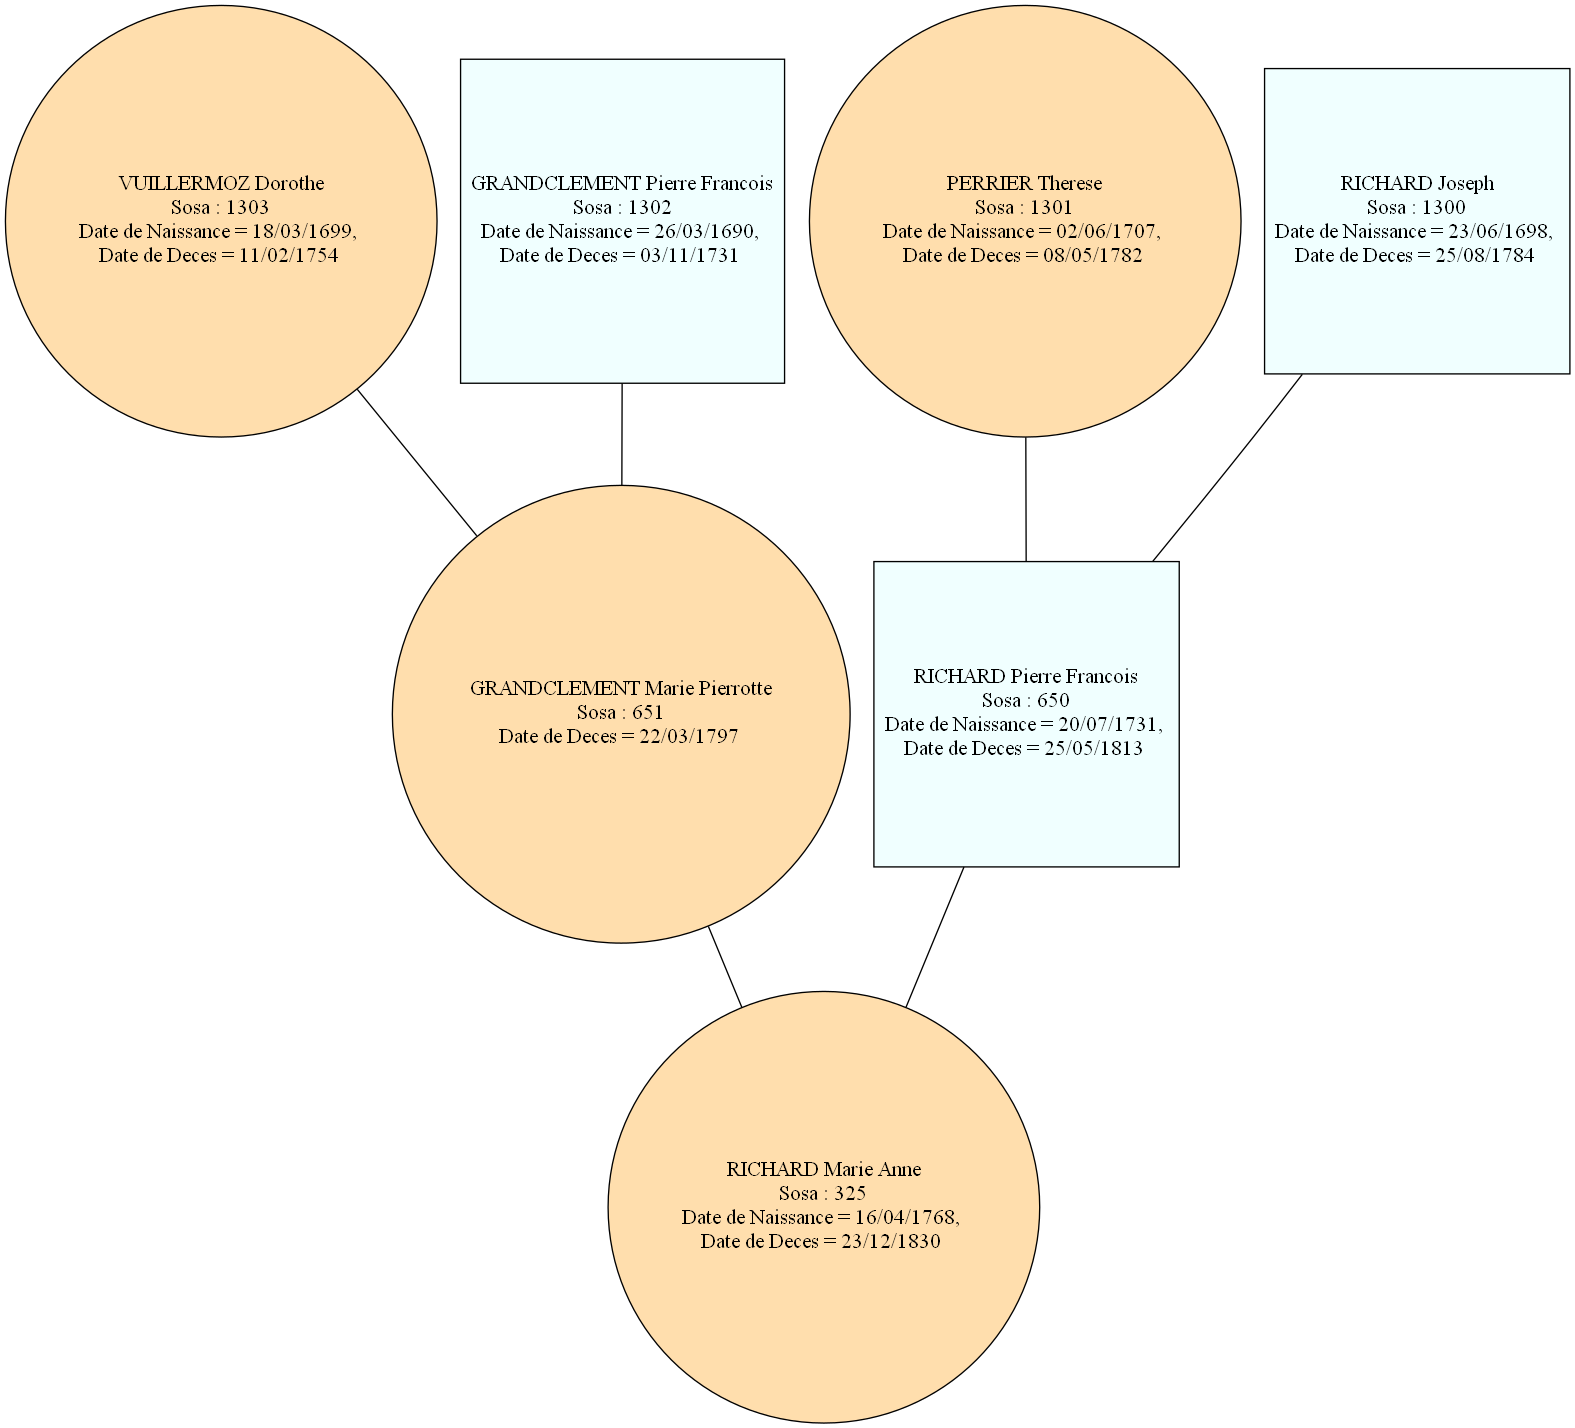 VUILLERMOZ Dorothe
Sosa : 1303
Date de Naissance = 18/03/1699,
Date de Deces = 11/02/1754
GRANDCLEMENT Pierre Francois
Sosa : 1302
Date de Naissance = 26/03/1690,
Date de Deces = 03/11/1731
PERRIER Therese
Sosa : 1301
Date de Naissance = 02/06/1707,
Date de Deces = 08/05/1782
RICHARD Joseph
Sosa : 1300
Date de Naissance = 23/06/1698,
Date de Deces = 25/08/1784
GRANDCLEMENT Marie Pierrotte
Sosa : 651
Date de Deces = 22/03/1797
RICHARD Pierre Francois
Sosa : 650
Date de Naissance = 20/07/1731,
Date de Deces = 25/05/1813
RICHARD Marie Anne
Sosa : 325
Date de Naissance = 16/04/1768,
Date de Deces = 23/12/1830